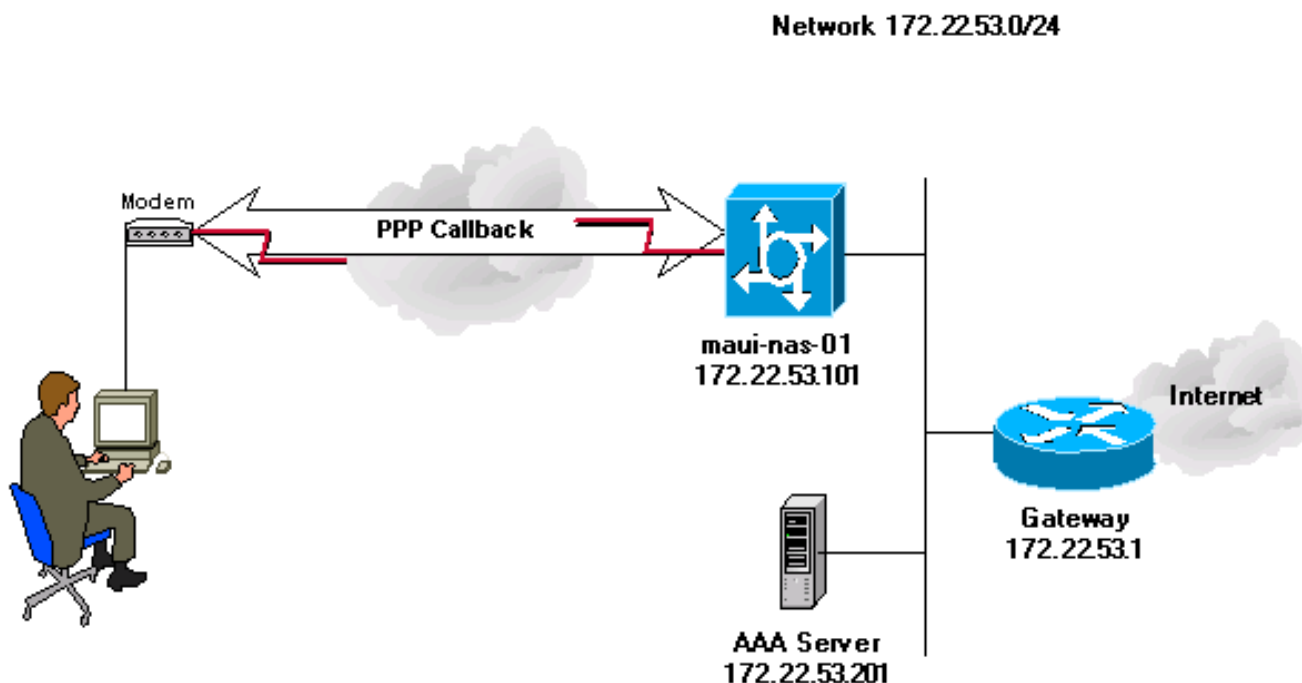 Network 172.22.53.0/24
Modem
PPP Callback
maui-nas-01
172.22.53.101
Internet
Gateway
172.22.53.1
AAA Server
172.22.53.201